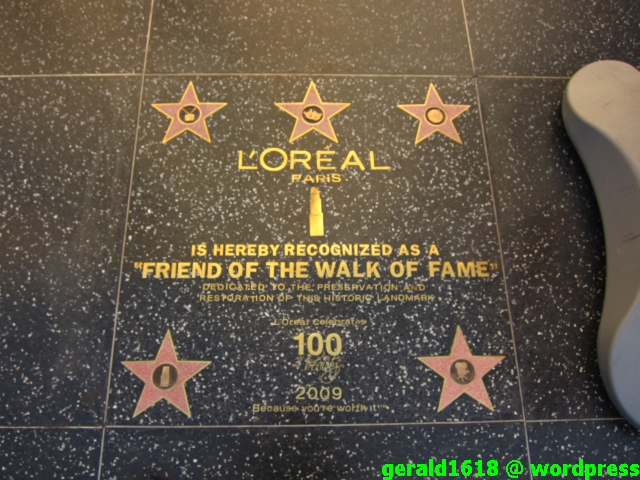 L'ORÉAL
PARIS
IS HEREBY RECOGNIZED AS A
"FRIEND OF THE WALK OF FAME"
DEDICATED TO THE PRESERVATION AND
RESTORATION OF THIS HISTORIC LANDMARK
L'Oréal Celebrates
100
2009
Because you're worth it™
gerald1618 @ wordpress